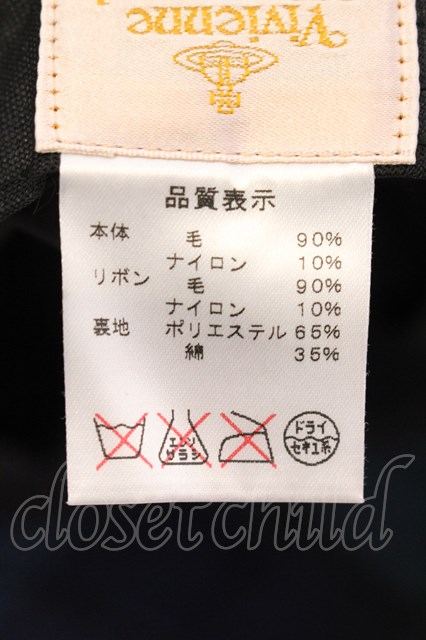 Vivienne
品質表示
本体 毛 90%
ナイロン 10%
リボン 毛 90%
ナイロン 10%
裏地 ポリエステル 65%
綿 35%
エンソ サラシ
ドライ セキユ系
closet child